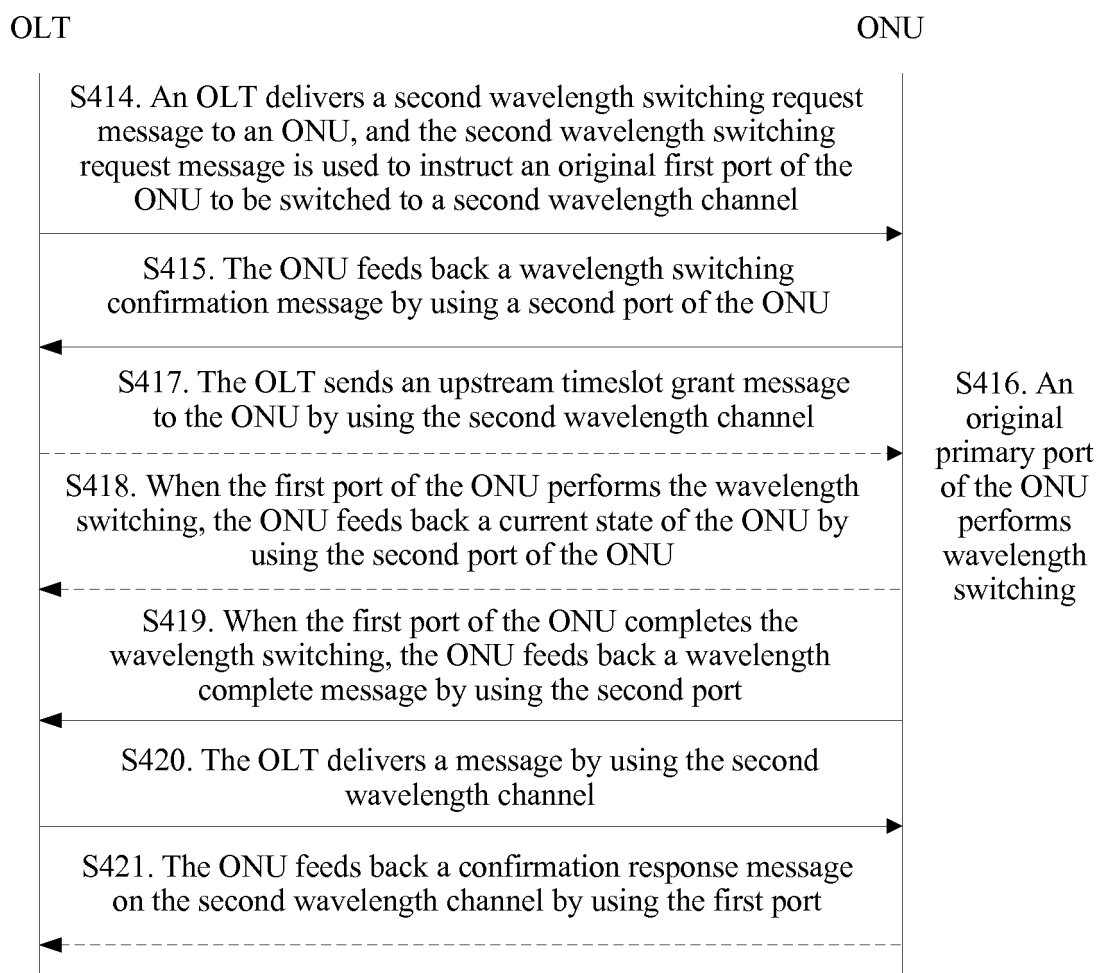 OLT
ONU
S414. An OLT delivers a second wavelength switching request
message to an ONU, and the second wavelength switching
request message is used to instruct an original first port of the
ONU to be switched to a second wavelength channel
S415. The ONU feeds back a wavelength switching
confirmation message by using a second port of the ONU
S416. An
original
primary port
of the ONU
performs
wavelength
switching
S417. The OLT sends an upstream timeslot grant message
to the ONU by using the second wavelength channel
S418. When the first port of the ONU performs the wavelength
switching, the ONU feeds back a current state of the ONU by
using the second port of the ONU
S419. When the first port of the ONU completes the
wavelength switching, the ONU feeds back a wavelength
complete message by using the second port
S420. The OLT delivers a message by using the second
wavelength channel
S421. The ONU feeds back a confirmation response message
on the second wavelength channel by using the first port